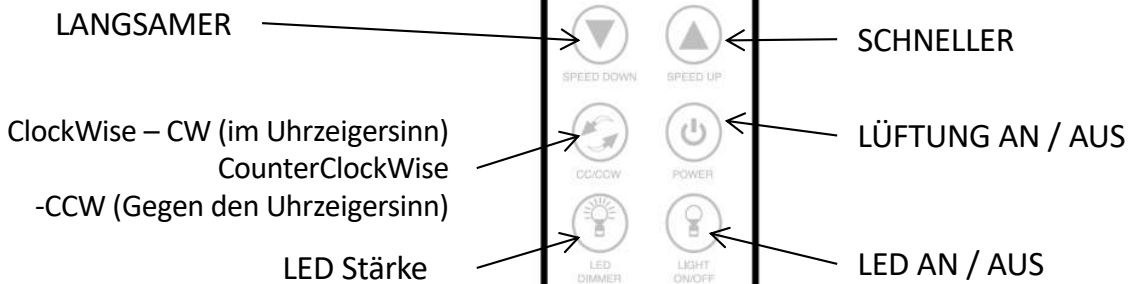 LANGSAMER
SCHNELLER
SPEED DOWN
SPEED UP
ClockWise – CW (im Uhrzeigersinn)
CounterClockWise
-CCW (Gegen den Uhrzeigersinn)
LÜFTUNG AN / AUS
CC/CCW
POWER
LED Stärke
LED AN / AUS
LED
DIMMER
LIGHT
ON/OFF